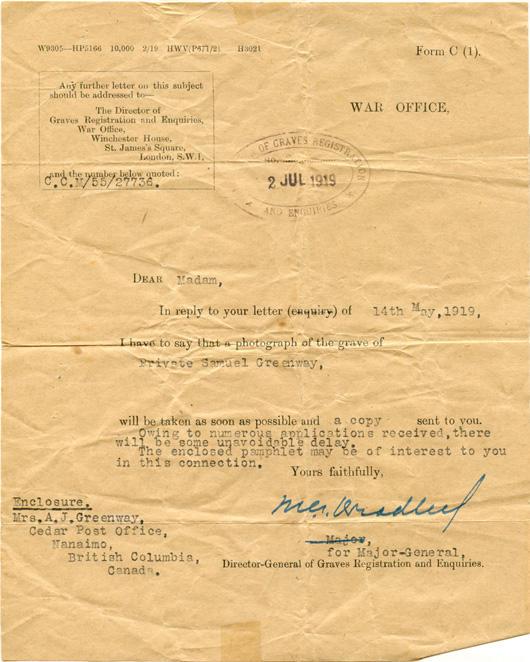 W9305—HP5166 10,000 2/19 HWV(P877/2) H3021
Form C (1).
Any further letter on this subject
should be addressed to—
The Director of
Graves Registration and Enquiries,
War Office,
Winchester House,
St. James's Square,
London, S.W.1,
and the number below quoted:
C.C.M/55/27736.
WAR OFFICE,
OF GRAVES REGISTRATION
2 JUL 1919
AND ENQUIRIES
DEAR Madam,
In reply to your letter (enquiry) of 14th May, 1919,
I have to say that a photograph of the grave of
Private Samuel Greenway,
will be taken as soon as possible and a copy sent to you.
Owing to numerous applications received, there
will be some unavoidable delay.
The enclosed pamphlet may be of interest to you
in this connection.
Yours faithfully,
Enclosure.
Mrs.A.J.Greenway,
Cedar Post Office,
Nanaimo,
British Columbia,
Canada.
Major,
for Major-General,
Director-General of Graves Registration and Enquiries.